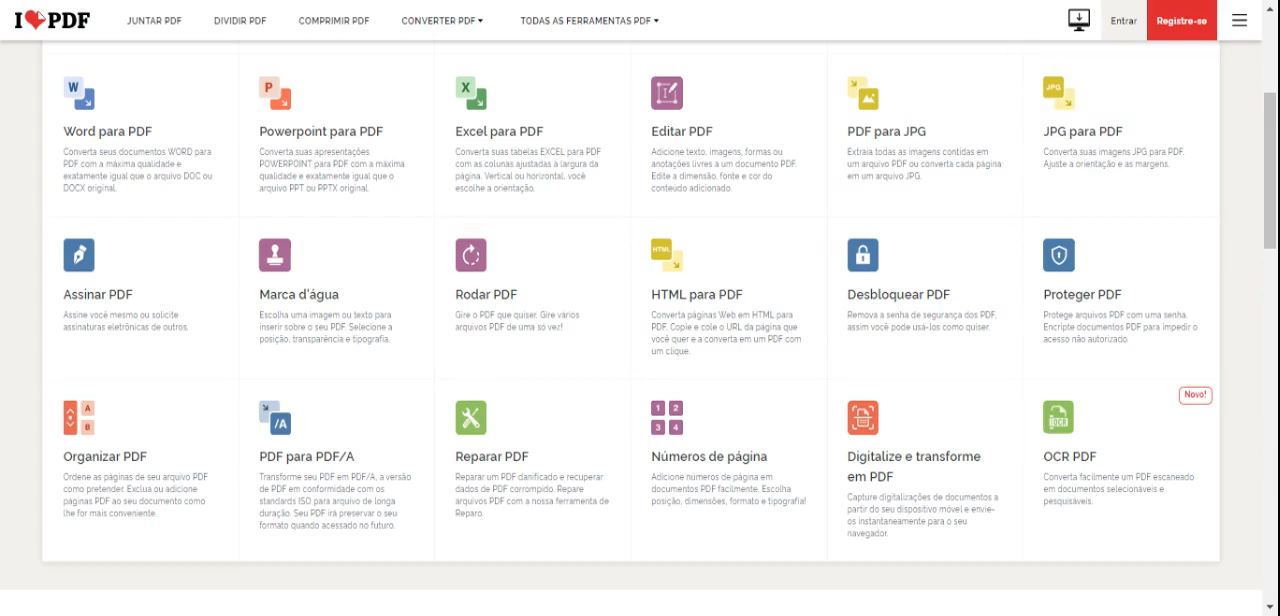 I PDF JUNTAR PDF DIVIDIR PDF COMPRIMIR PDF CONVERTER PDF TODAS AS FERRAMENTAS PDF Entrar Registre-se
W
Word para PDF
Converta seus documentos WORD para
PDF com a máxima qualidade e
exatamente igual que o arquivo DOC ou
DOCX original.
P
Powerpoint para PDF
Converta suas apresentações
POWERPOINT para PDF com a máxima
qualidade e exatamente igual que o
arquivo PPT ou PPTX original.
X
Excel para PDF
Converta suas tabelas EXCEL para PDF
com as colunas ajustadas à largura da
página. Vertical ou horizontal, você
escolhe a orientação.
Editar PDF
Adicione texto, imagens, formas ou
anotações livres a um documento PDF.
Edite a dimensão, fonte e cor do
conteúdo adicionado.
PDF para JPG
Extraia todas as imagens contidas em
um arquivo PDF ou converta cada página
em um arquivo JPG.
JPG
JPG para PDF
Converta suas imagens JPG para PDF.
Ajuste a orientação e as margens.
Assinar PDF
Assine você mesmo ou solicite
assinaturas eletrônicas de outros.
Marca d'água
Escolha uma imagem ou texto para
inserir sobre o seu PDF. Selecione a
posição, transparência e tipografia.
Rodar PDF
Gire o PDF que quiser. Gire vários
arquivos PDF de uma só vez!
HTML
HTML para PDF
Converta páginas Web em HTML para
PDF. Copie e cole o URL da página que
você quer e a converta em um PDF com
um clique.
Desbloquear PDF
Remova a senha de segurança dos PDF,
assim você pode usá-los como quiser.
Proteger PDF
Protege arquivos PDF com uma senha.
Encripte documentos PDF para impedir o
acesso não autorizado.
A
B
Organizar PDF
Ordene as páginas de seu arquivo PDF
como pretender. Exclua ou adicione
páginas PDF ao seu documento como
lhe for mais conveniente.
/A
PDF para PDF/A
Transforme seu PDF em PDF/A, a versão
de PDF em conformidade com os
standards ISO para arquivo de longa
duração. Seu PDF irá preservar o seu
formato quando acessado no futuro.
Reparar PDF
Reparar um PDF danificado e recuperar
dados de PDF corrompido. Repare
arquivos PDF com a nossa ferramenta de
Reparo.
1 2
3 4
Números de página
Adicione números de página em
documentos PDF facilmente. Escolha
posição, dimensões, formato e tipografia!
Digitalize e transforme
em PDF
Capture digitalizações de documentos a
partir do seu dispositivo móvel e envie-
os instantaneamente para o seu
navegador.
Novo!
OCR
OCR PDF
Converta facilmente um PDF escaneado
em documentos selecionáveis e
pesquisáveis.